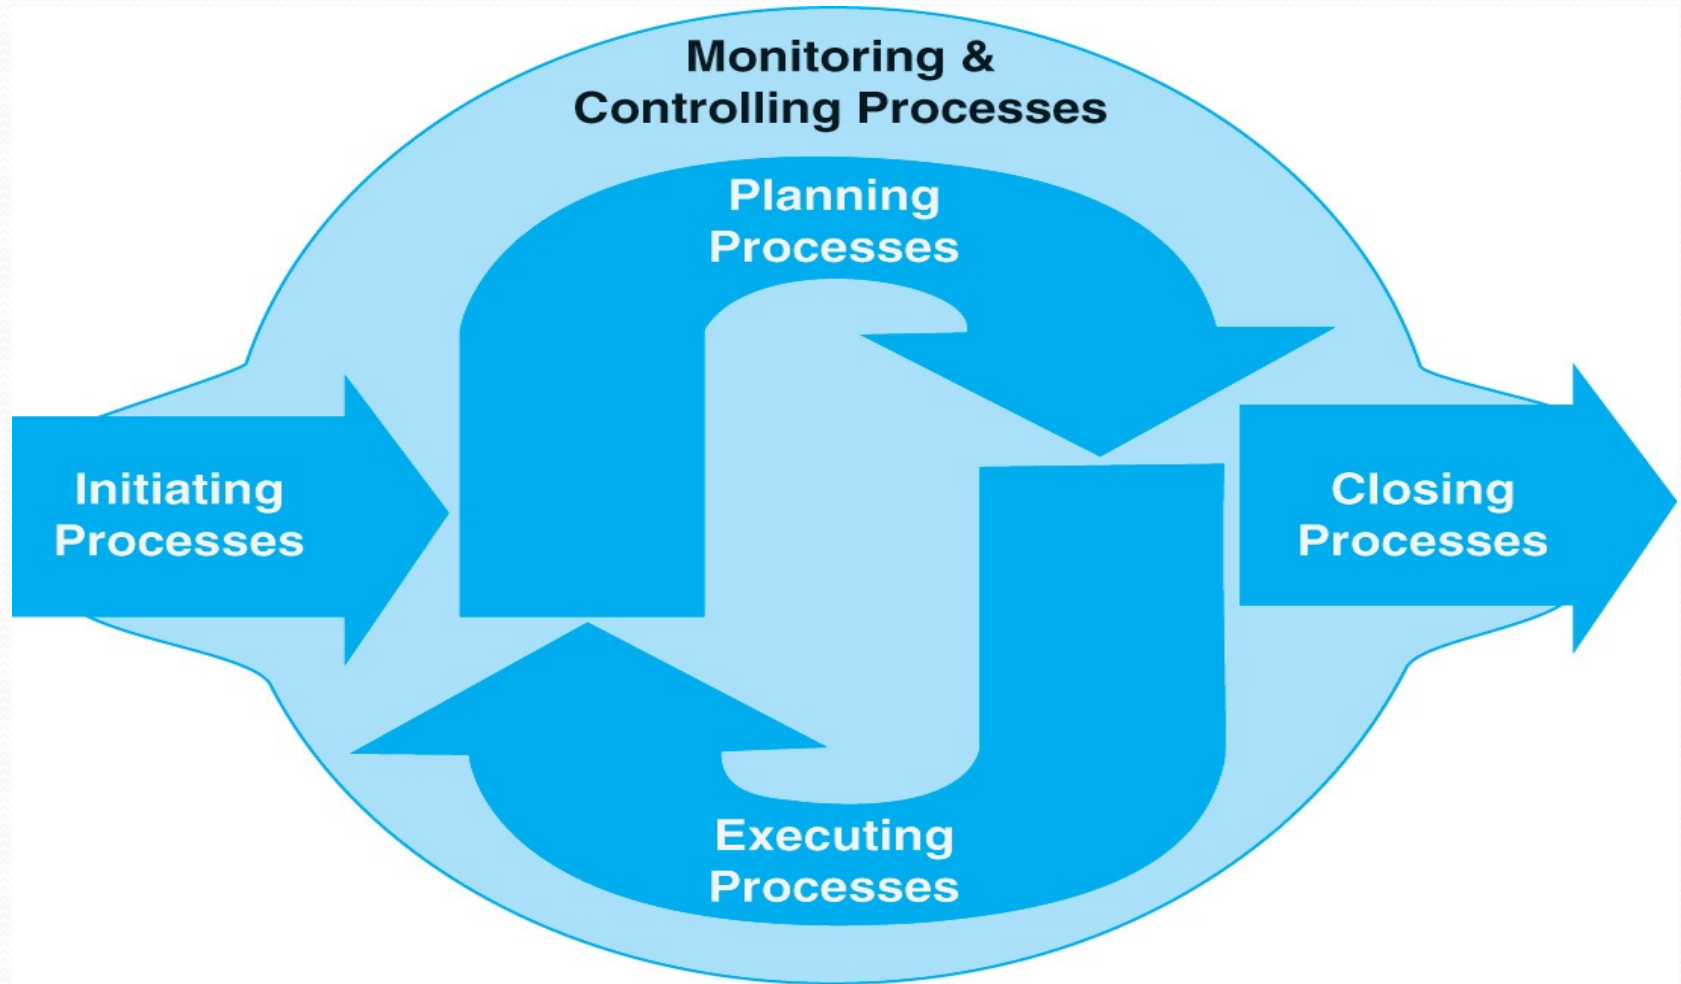 Monitoring &
Controlling Processes
Planning
Processes
Initiating
Processes
Closing
Processes
Executing
Processes